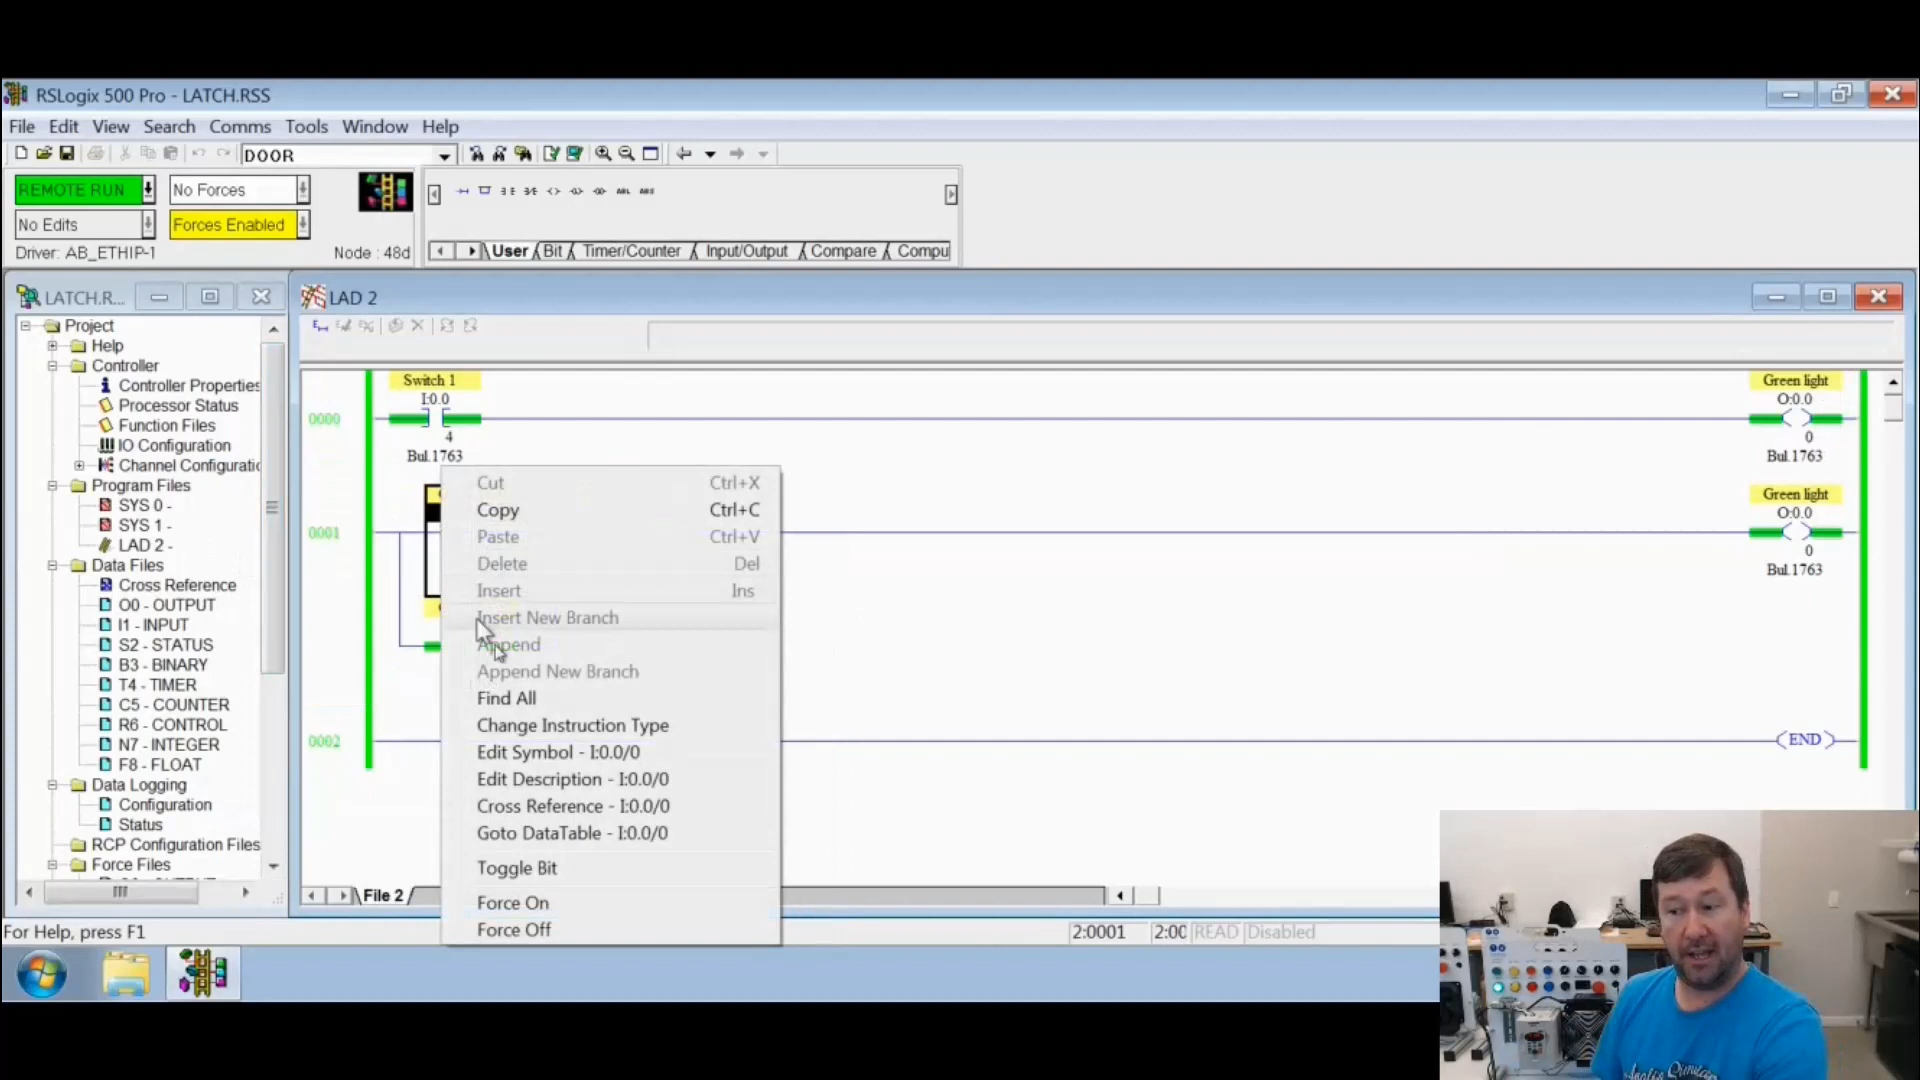 RSLogix 500 Pro - LATCH.RSS
File Edit View Search Comms Tools Window Help
DOOR
REMOTE RUN
No Forces
No Edits
Forces Enabled
Driver: AB_ETHIP-1
Node : 48d
User Bit Timer/Counter Input/Output Compare Compu
LATCH.R...
LAD 2
Project
Help
Controller
Controller Properties
Processor Status
Function Files
IO Configuration
Channel Configuratio
Program Files
SYS 0 -
SYS 1 -
LAD 2 -
Data Files
Cross Reference
O0 - OUTPUT
I1 - INPUT
S2 - STATUS
B3 - BINARY
T4 - TIMER
C5 - COUNTER
R6 - CONTROL
N7 - INTEGER
F8 - FLOAT
Data Logging
Configuration
Status
RCP Configuration Files
Force Files
Switch 1
I:0.0
0000
4
Bul.1763
Green light
O:0.0
0
Bul.1763
0001
Green light
O:0.0
0
Bul.1763
0002
END
Cut Ctrl+X
Copy Ctrl+C
Paste Ctrl+V
Delete Del
Insert Ins
Insert New Branch
Append
Append New Branch
Find All
Change Instruction Type
Edit Symbol - I:0.0/0
Edit Description - I:0.0/0
Cross Reference - I:0.0/0
Goto DataTable - I:0.0/0
Toggle Bit
Force On
Force Off
File 2
For Help, press F1
2:0001
2:00
READ
Disabled